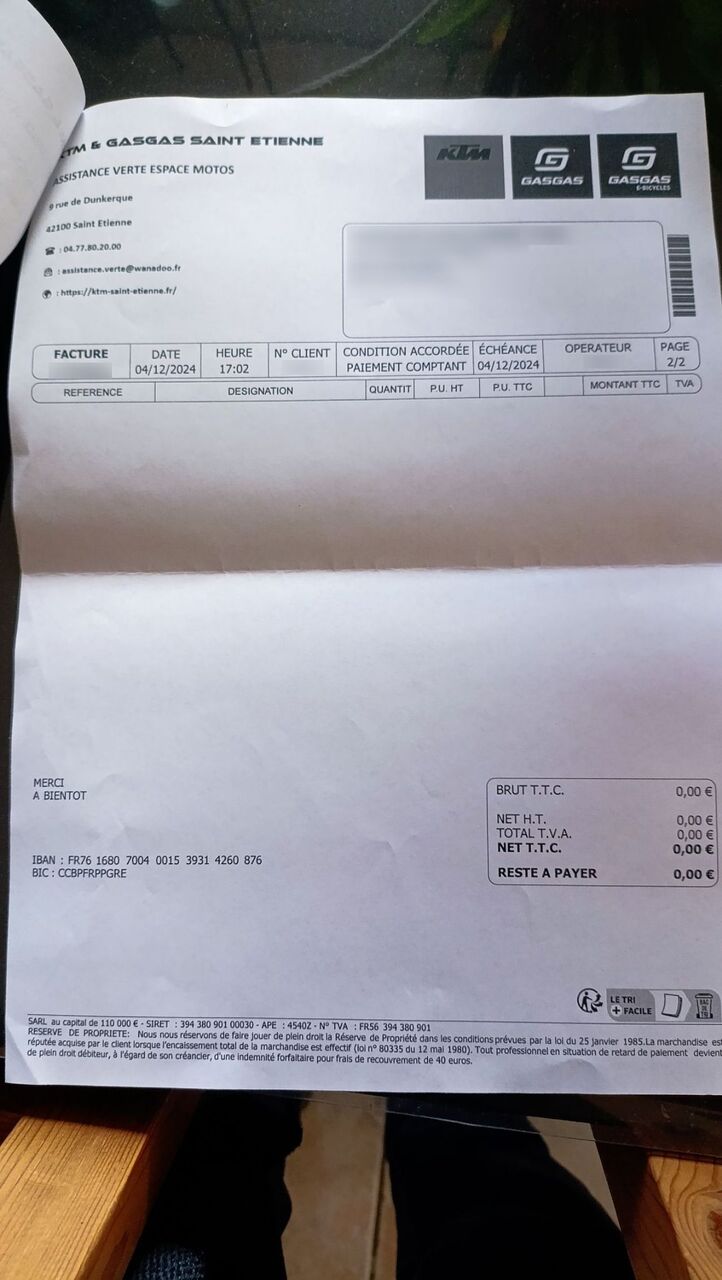 KTM & GASGAS SAINT ETIENNE
ASSISTANCE VERTE ESPACE MOTOS
9 rue de Dunkerque
42100 Saint Etienne
: 04.77.80.20.00
: assistance.verte@wanadoo.fr
: https://ktm-saint-etienne.fr/
KTM
GASGAS
GASGAS
E-BICYCLES
FACTURE DATE HEURE N° CLIENT CONDITION ACCORDÉE ÉCHÉANCE OPERATEUR PAGE
04/12/2024 17:02 PAIEMENT COMPTANT 04/12/2024 2/2
REFERENCE DESIGNATION QUANTIT P.U. HT P.U. TTC MONTANT TTC TVA
MERCI
A BIENTOT
BRUT T.T.C. 0,00 €
NET H.T. 0,00 €
TOTAL T.V.A. 0,00 €
NET T.T.C. 0,00 €
RESTE A PAYER 0,00 €
IBAN : FR76 1680 7004 0015 3931 4260 876
BIC : CCBPFRPPGRE
LE TRI
+ FACILE
BAC
DE
TRI
SARL au capital de 110 000 € - SIRET : 394 380 901 00030 - APE : 4540Z - N° TVA : FR56 394 380 901
RESERVE DE PROPRIETE: Nous nous réservons de faire jouer de plein droit la Réserve de Propriété dans les conditions prévues par la loi du 25 janvier 1985.La marchandise est
réputée acquise par le client lorsque l'encaissement total de la marchandise est effectif (loi n° 80335 du 12 mai 1980). Tout professionnel en situation de retard de paiement devient
de plein droit débiteur, à l'égard de son créancier, d'une indemnité forfaitaire pour frais de recouvrement de 40 euros.